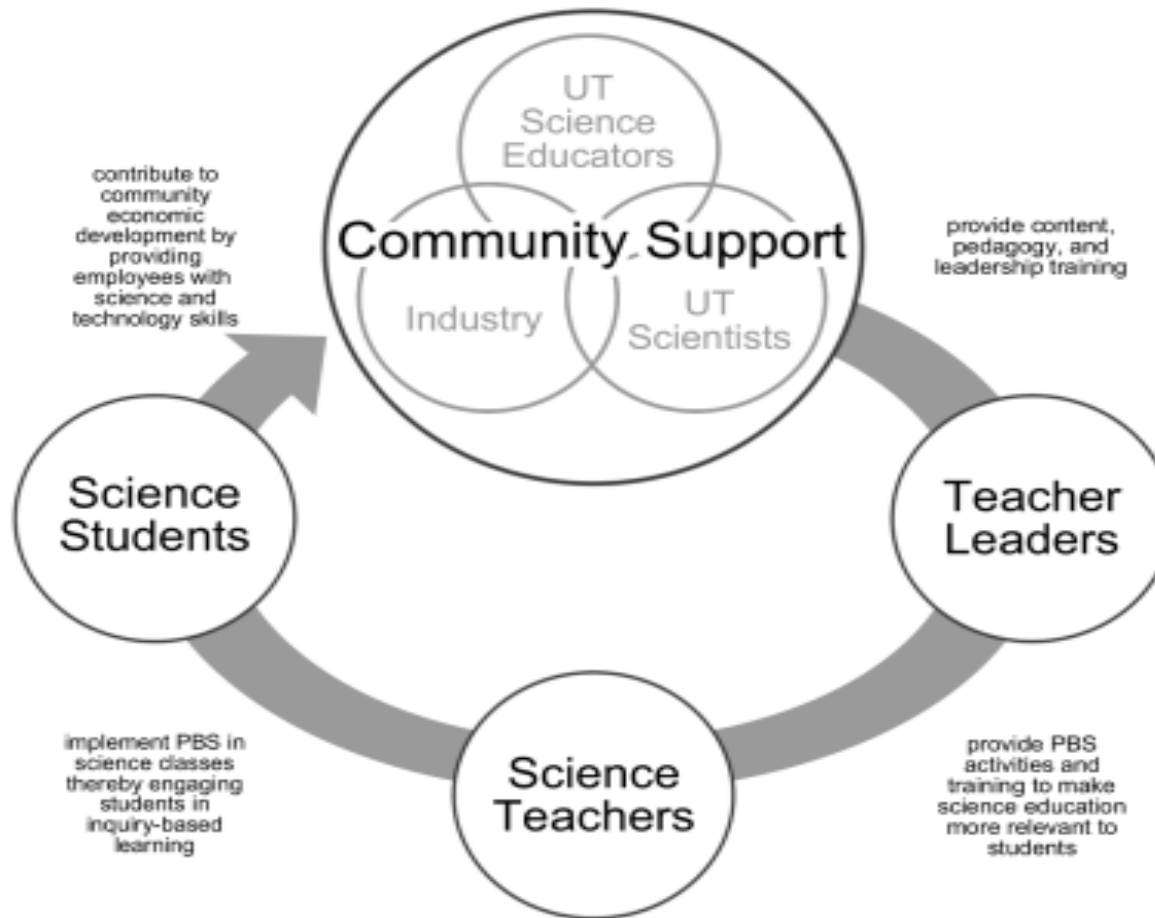 UT
Science
Educators
Community Support
Industry
UT
Scientists
provide content,
pedagogy, and
leadership training
Teacher
Leaders
provide PBS
activities and
training to make
science education
more relevant to
students
Science
Teachers
implement PBS in
science classes
thereby engaging
students in
inquiry-based
learning
Science
Students
contribute to
community
economic
development by
providing
employees with
science and
technology skills